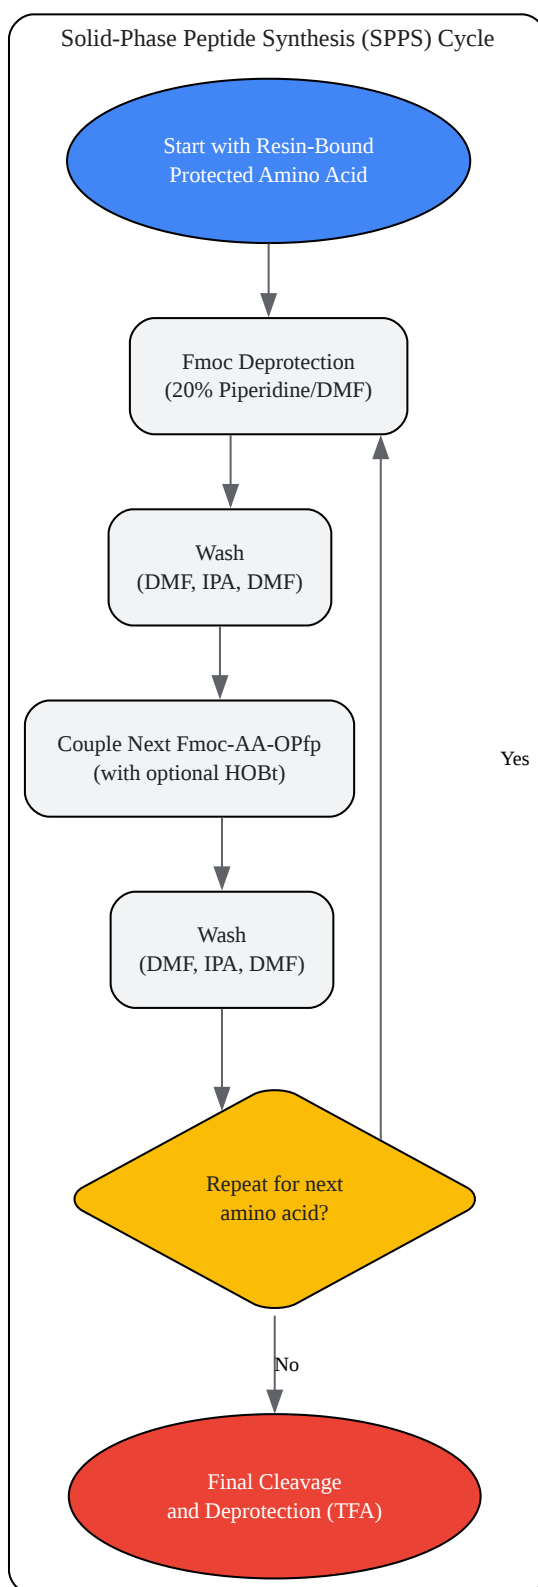 Solid-Phase Peptide Synthesis (SPPS) Cycle
Start with Resin-Bound
Protected Amino Acid
Fmoc Deprotection
(20% Piperidine/DMF)
Wash
(DMF, IPA, DMF)
Couple Next Fmoc-AA-OPfp
(with optional HOBt)
Yes
Wash
(DMF, IPA, DMF)
Repeat for next
amino acid?
No
Final Cleavage
and Deprotection (TFA)